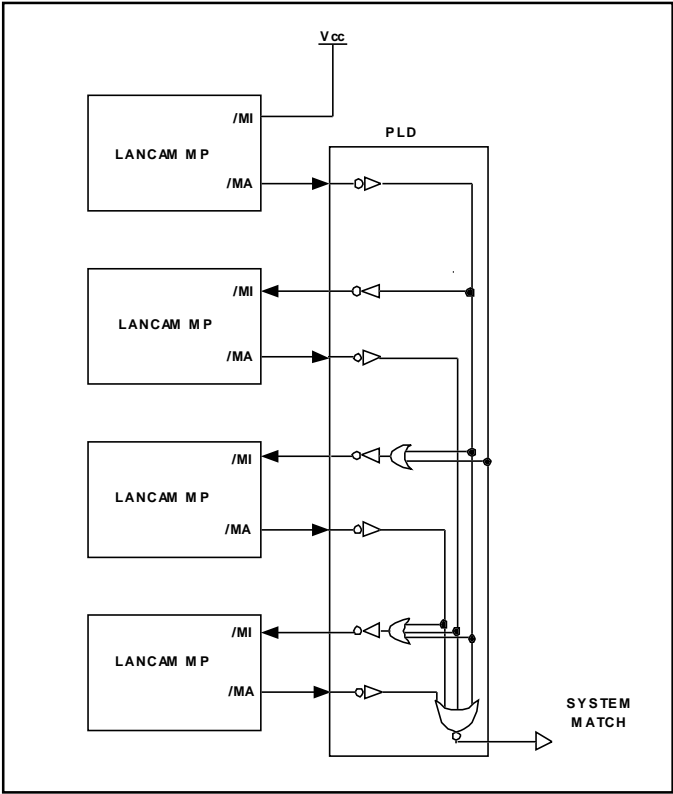 Vcc
/MI
PLD
LANCAM MP
/MA
/MI
LANCAM MP
/MA
/MI
LANCAM MP
/MA
/MI
LANCAM MP
/MA
SYSTEM
MATCH